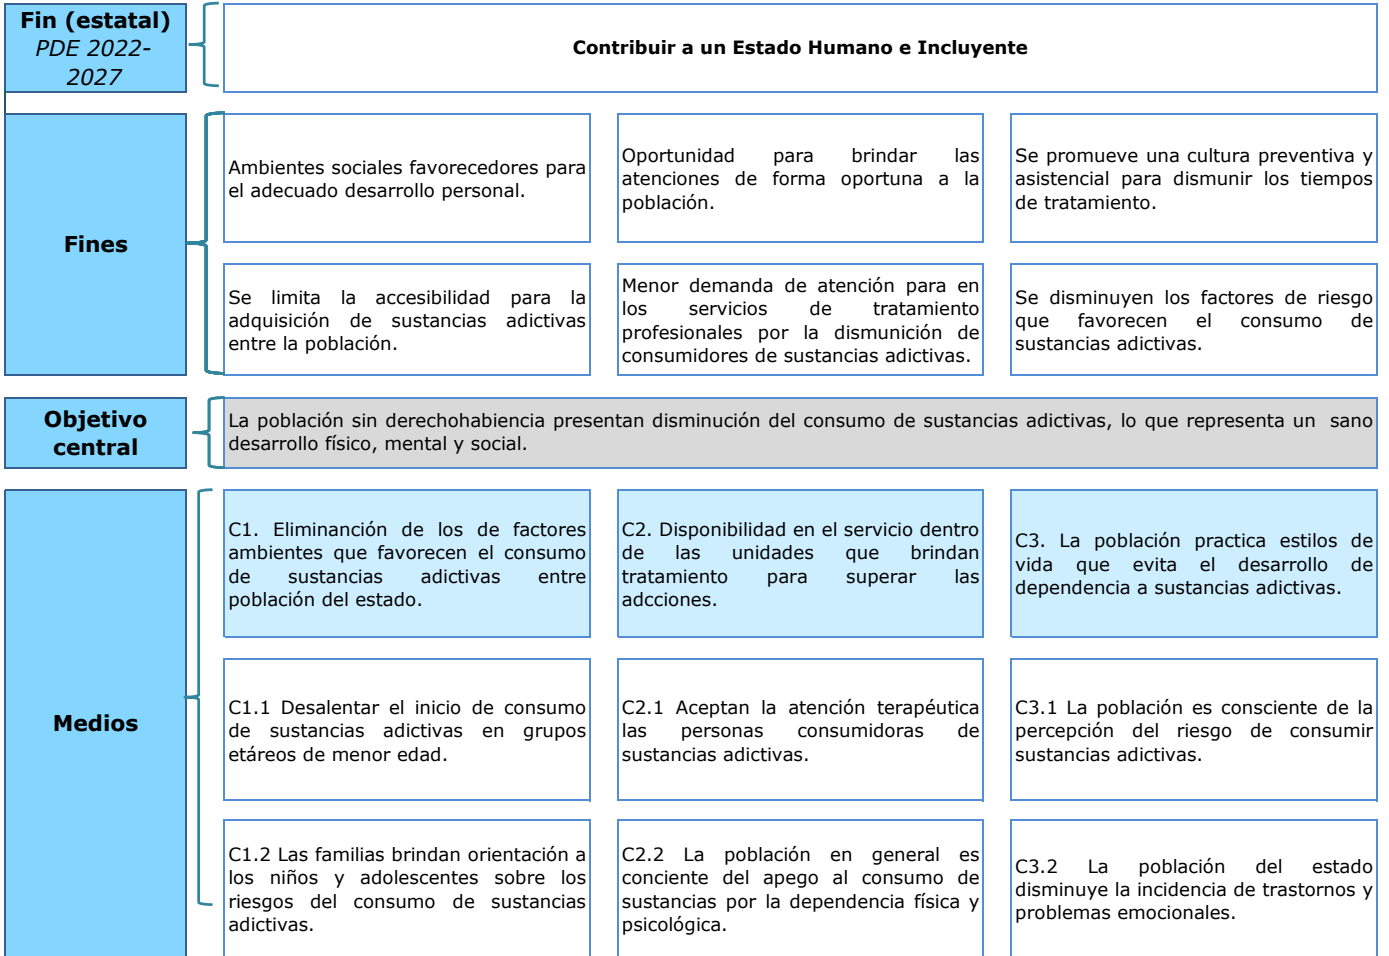 Fin (estatal)
PDE 2022-
2027
Contribuir a un Estado Humano e Incluyente
Fines
Ambientes sociales favorecedores para
el adecuado desarrollo personal.
Oportunidad para brindar las
atenciones de forma oportuna a la
población.
Se promueve una cultura preventiva y
asistencial para dismunir los tiempos
de tratamiento.
Se limita la accesibilidad para la
adquisición de sustancias adictivas
entre la población.
Menor demanda de atención para en
los servicios de tratamiento
profesionales por la dismunición de
consumidores de sustancias adictivas.
Se disminuyen los factores de riesgo
que favorecen el consumo de
sustancias adictivas.
Objetivo
central
La población sin derechohabiencia presentan disminución del consumo de sustancias adictivas, lo que representa un sano
desarrollo físico, mental y social.
Medios
C1. Eliminanción de los de factores
ambientes que favorecen el consumo
de sustancias adictivas entre
población del estado.
C2. Disponibilidad en el servicio dentro
de las unidades que brindan
tratamiento para superar las
adcciones.
C3. La población practica estilos de
vida que evita el desarrollo de
dependencia a sustancias adictivas.
C1.1 Desalentar el inicio de consumo
de sustancias adictivas en grupos
etáreos de menor edad.
C2.1 Aceptan la atención terapéutica
las personas consumidoras de
sustancias adictivas.
C3.1 La población es consciente de la
percepción del riesgo de consumir
sustancias adictivas.
C1.2 Las familias brindan orientación a
los niños y adolescentes sobre los
riesgos del consumo de sustancias
adictivas.
C2.2 La población en general es
conciente del apego al consumo de
sustancias por la dependencia física y
psicológica.
C3.2 La población del estado
disminuye la incidencia de trastornos y
problemas emocionales.